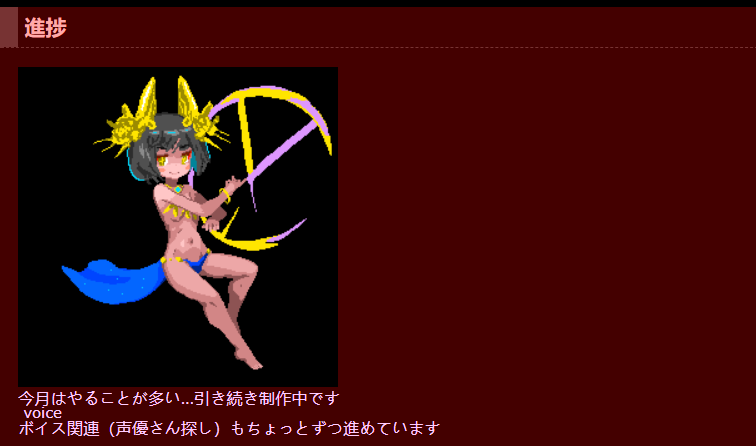 進捗
今月はやることが多い...引き続き制作中です
voice
ボイス関連（声優さん探し）もちょっとずつ進めています